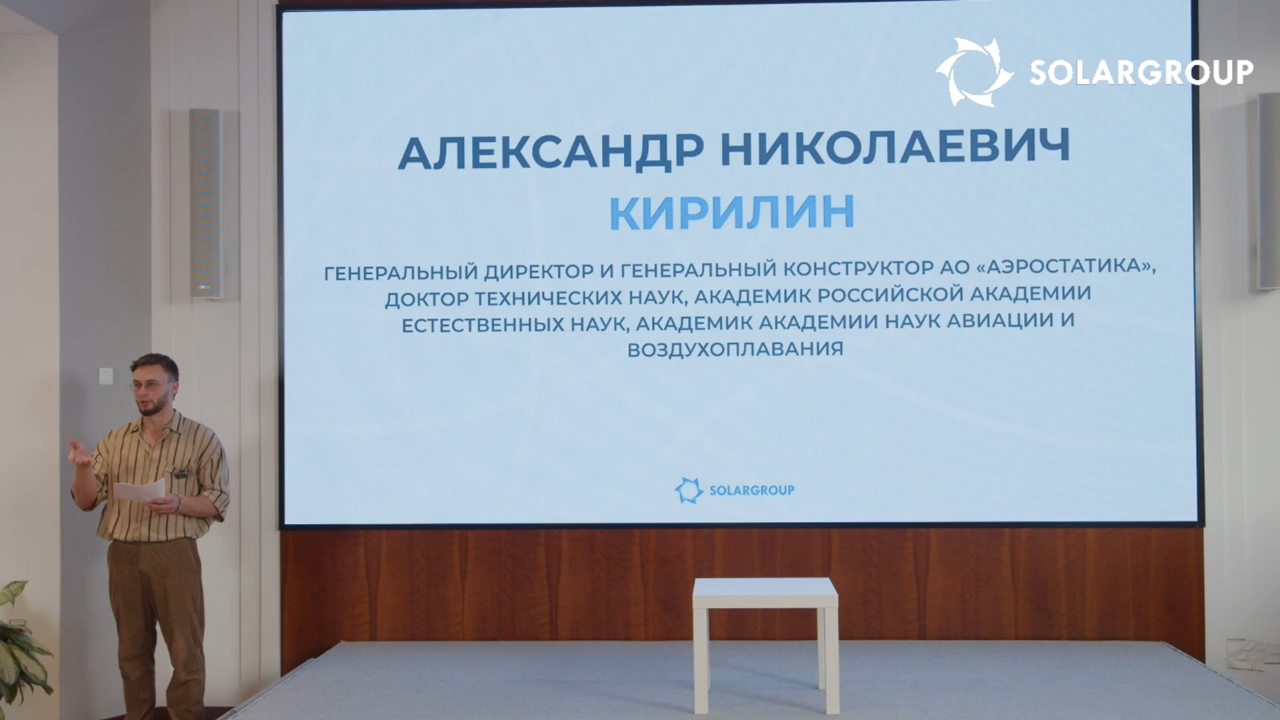 SOLARGROUP
АЛЕКСАНДР НИКОЛАЕВИЧ
КИРИЛИН
ГЕНЕРАЛЬНЫЙ ДИРЕКТОР И ГЕНЕРАЛЬНЫЙ КОНСТРУКТОР АО «АЭРОСТАТИКА»,
ДОКТОР ТЕХНИЧЕСКИХ НАУК, АКАДЕМИК РОССИЙСКОЙ АКАДЕМИИ
ЕСТЕСТВЕННЫХ НАУК, АКАДЕМИК АКАДЕМИИ НАУК АВИАЦИИ И
ВОЗДУХОПЛАВАНИЯ
SOLARGROUP